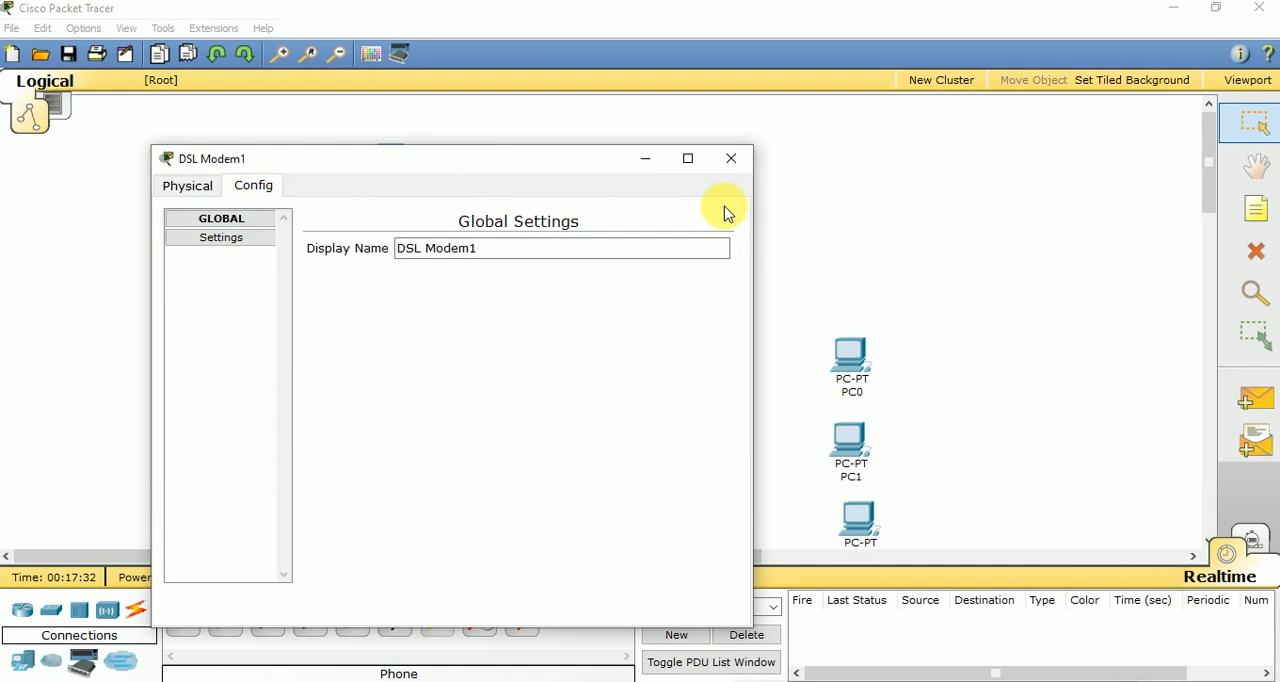 Cisco Packet Tracer
File Edit Options View Tools Extensions Help
Logical [Root] New Cluster Move Object Set Tiled Background Viewport
DSL Modem1
Physical Config
GLOBAL
Settings
Global Settings
Display Name DSL Modem1
PC-PT
PC0
PC-PT
PC1
PC-PT
Time: 00:17:32 Power
Realtime
Connections
Phone
New Delete
Toggle PDU List Window
Fire Last Status Source Destination Type Color Time (sec) Periodic Num